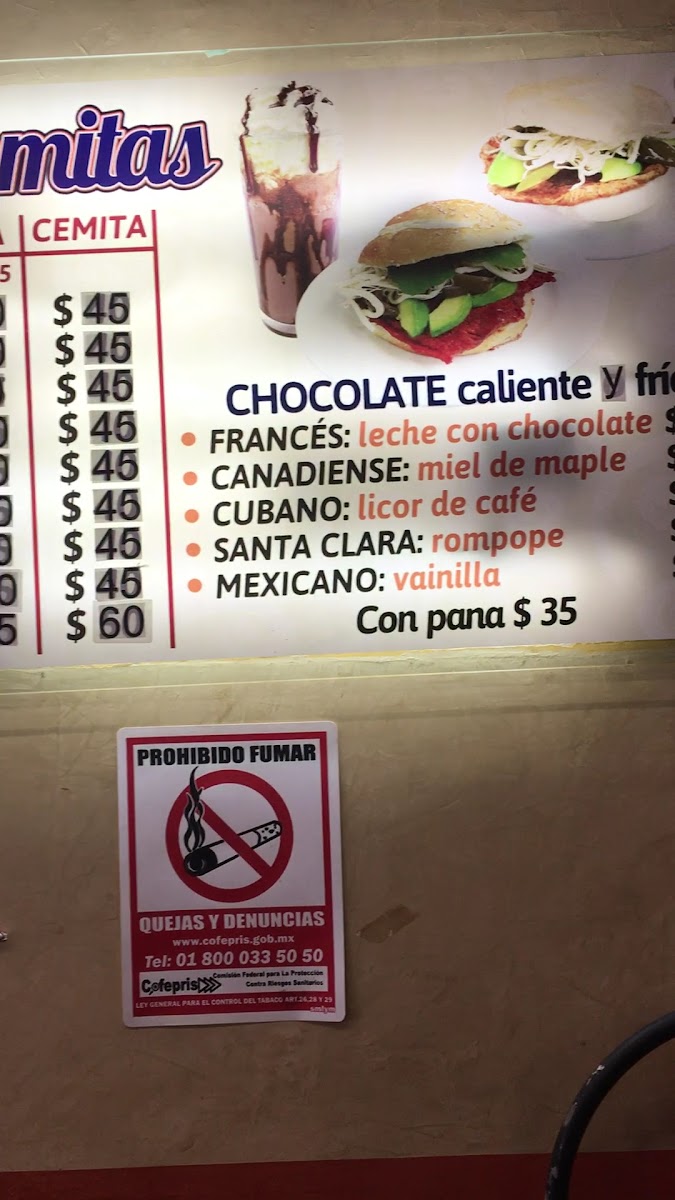 mitas
CEMITA
5
$ 45
$ 45
$ 45
$ 45
$ 45
$ 45
$ 45
$ 45
5 $ 60
CHOCOLATE caliente y frí
• FRANCÉS: leche con chocolate $
• CANADIENSE: miel de maple
• CUBANO: licor de café
• SANTA CLARA: rompope
• MEXICANO: vainilla
Con pana $ 35
PROHIBIDO FUMAR
QUEJAS Y DENUNCIAS
www.cofepris.gob.mx
Tel: 01 800 033 50 50
Cofepris
Comisión Federal para La Protección
Contra Riesgos Sanitarios
LEY GENERAL PARA EL CONTROL DEL TABACO ART.26,28 Y 29